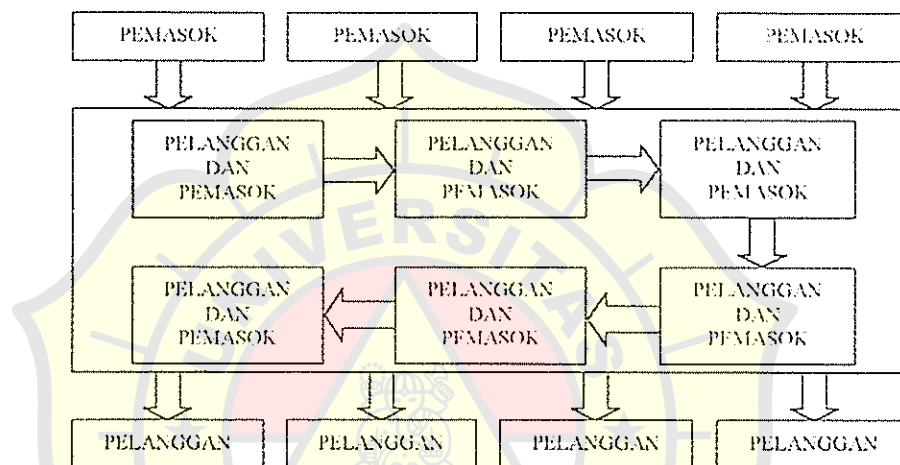 PEMASOK PEMASOK PEMASOK PEMASOK
PELANGGAN PELANGGAN PELANGGAN
DAN DAN DAN
PEMASOK PEMASOK PEMASOK
PELANGGAN PELANGGAN PELANGGAN
DAN DAN DAN
PEMASOK PEMASOK PEMASOK
PELANGGAN PELANGGAN PELANGGAN PELANGGAN
UNIVERSITAS